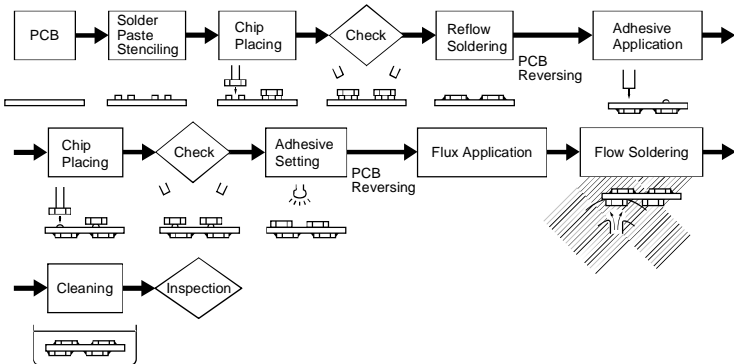 PCB
Solder
Paste
Stenciling
Chip
Placing
Check
Reflow
Soldering
PCB
Reversing
Adhesive
Application
Chip
Placing
Check
Adhesive
Setting
PCB
Reversing
Flux Application
Flow Soldering
Cleaning
Inspection